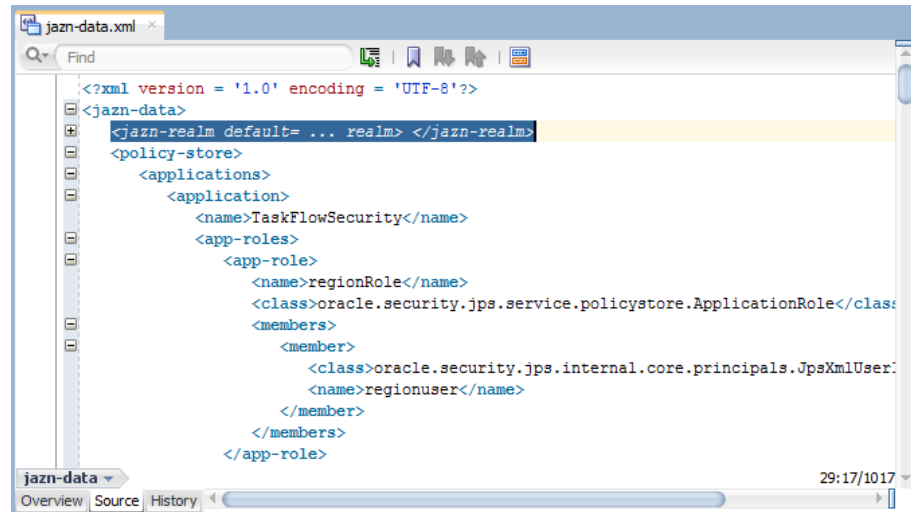 jazn-data.xml
Find
<?xml version = '1.0' encoding = 'UTF-8'?>
<jazn-data>
<jazn-realm default= ... realm> </jazn-realm>
<policy-store>
<applications>
<application>
<name>TaskFlowSecurity</name>
<app-roles>
<app-role>
<name>regionRole</name>
<class>oracle.security.jps.service.policystore.ApplicationRole</clas
<members>
<member>
<class>oracle.security.jps.internal.core.principals.JpsXmlUser
<name>regionuser</name>
</member>
</members>
</app-role>
jazn-data 29:17/1017
Overview Source History